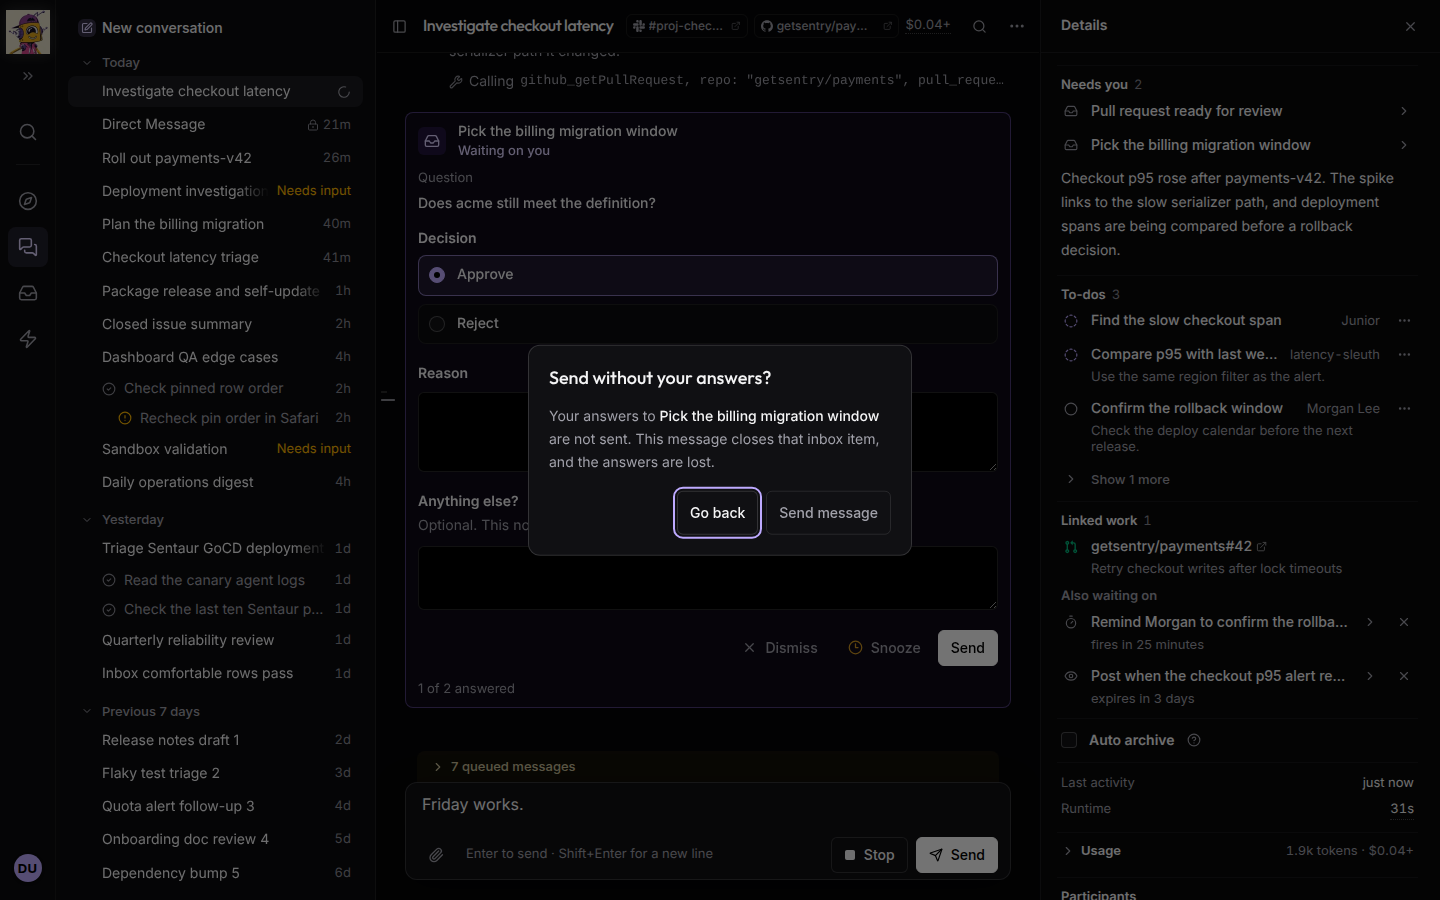 New conversation
Today
Investigate checkout latency
Direct Message 21m
Roll out payments-v42 26m
Deployment investigation Needs input
Plan the billing migration 40m
Checkout latency triage 41m
Package release and self-update 1h
Closed issue summary 2h
Dashboard QA edge cases 4h
Check pinned row order 2h
Recheck pin order in Safari 2h
Sandbox validation Needs input
Daily operations digest 4h
Yesterday
Triage Sentaur GoCD deployment 1d
Read the canary agent logs 1d
Check the last ten Sentaur p... 1d
Quarterly reliability review 1d
Inbox comfortable rows pass 1d
Previous 7 days
Release notes draft 1 2d
Flaky test triage 2 3d
Quota alert follow-up 3 4d
Onboarding doc review 4 5d
Dependency bump 5 6d
DU
Investigate checkout latency #proj-chec... getsentry/pay... $0.04+
serializer path it changed.
Calling github_getPullRequest, repo: "getsentry/payments", pull_reque…
Pick the billing migration window
Waiting on you
Question
Does acme still meet the definition?
Decision
Approve
Reject
Reason
Anything else?
Optional. This no
Dismiss Snooze Send
1 of 2 answered
Send without your answers?
Your answers to Pick the billing migration window
are not sent. This message closes that inbox item,
and the answers are lost.
Go back Send message
7 queued messages
Friday works.
Enter to send · Shift+Enter for a new line
Stop Send
Details
Needs you 2
Pull request ready for review
Pick the billing migration window
Checkout p95 rose after payments-v42. The spike
links to the slow serializer path, and deployment
spans are being compared before a rollback
decision.
To-dos 3
Find the slow checkout span Junior
Compare p95 with last we... latency-sleuth
Use the same region filter as the alert.
Confirm the rollback window Morgan Lee
Check the deploy calendar before the next
release.
Show 1 more
Linked work 1
getsentry/payments#42
Retry checkout writes after lock timeouts
Also waiting on
Remind Morgan to confirm the rollba...
fires in 25 minutes
Post when the checkout p95 alert re...
expires in 3 days
Auto archive
Last activity just now
Runtime 31s
Usage 1.9k tokens · $0.04+
Participants